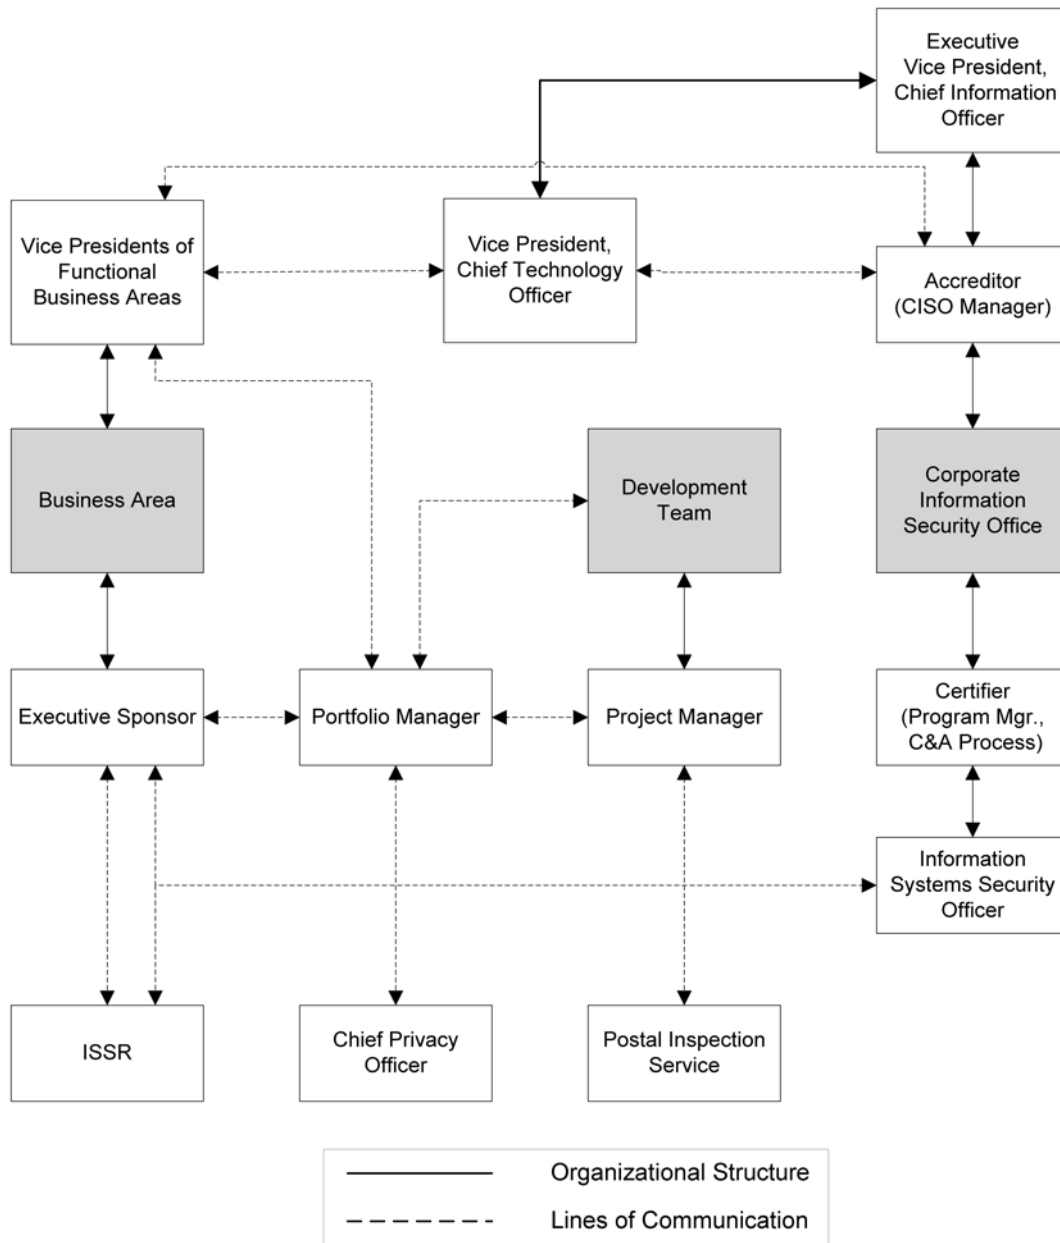 Executive
Vice President,
Chief Information
Officer
Vice Presidents of
Functional
Business Areas
Vice President,
Chief Technology
Officer
Accreditor
(CISO Manager)
Business Area
Development
Team
Corporate
Information
Security Office
Executive Sponsor
Portfolio Manager
Project Manager
Certifier
(Program Mgr.,
C&A Process)
Information
Systems Security
Officer
ISSR
Chief Privacy
Officer
Postal Inspection
Service
Organizational Structure
Lines of Communication